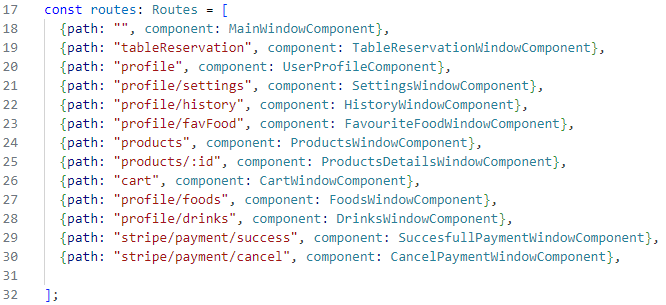 17 const routes: Routes = [
18 {path: "", component: MainWindowComponent},
19 {path: "tableReservation", component: TableReservationWindowComponent},
20 {path: "profile", component: UserProfileComponent},
21 {path: "profile/settings", component: SettingsWindowComponent},
22 {path: "profile/history", component: HistoryWindowComponent},
23 {path: "profile/favFood", component: FavouriteFoodWindowComponent},
24 {path: "products", component: ProductsWindowComponent},
25 {path: "products/:id", component: ProductsDetailsWindowComponent},
26 {path: "cart", component: CartWindowComponent},
27 {path: "profile/foods", component: FoodsWindowComponent},
28 {path: "profile/drinks", component: DrinksWindowComponent},
29 {path: "stripe/payment/success", component: SuccesfullPaymentWindowComponent},
30 {path: "stripe/payment/cancel", component: CancelPaymentWindowComponent},
31
32 ];